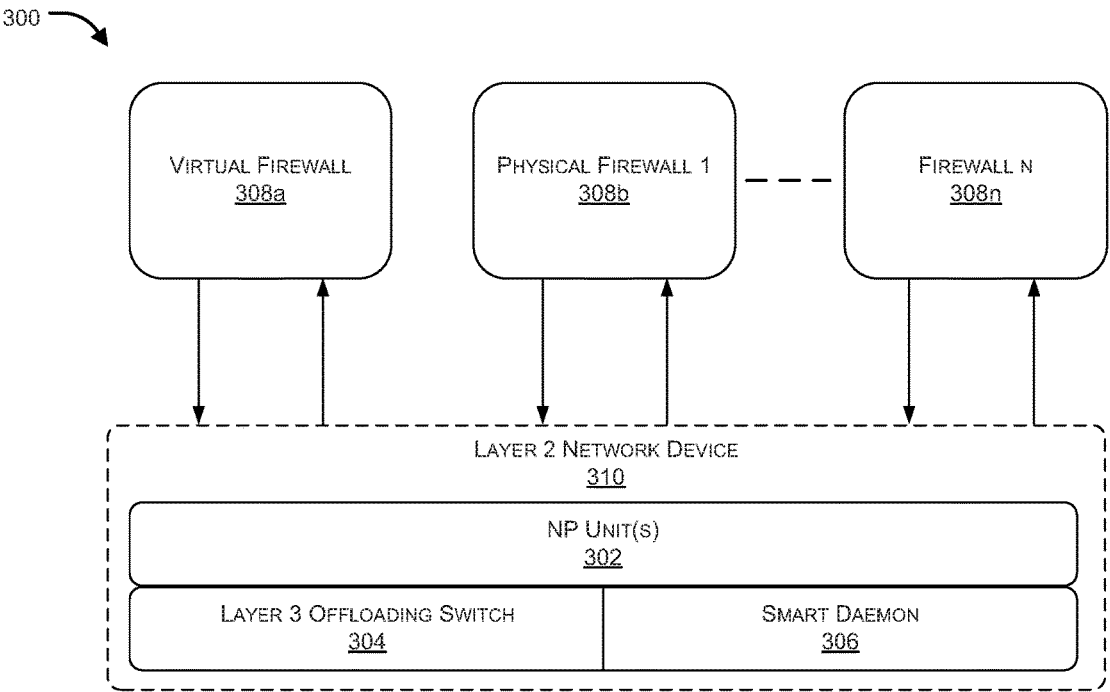 300
VIRTUAL FIREWALL
308a
PHYSICAL FIREWALL 1
308b
FIREWALL N
308n
LAYER 2 NETWORK DEVICE
310
NP UNIT(S)
302
LAYER 3 OFFLOADING SWITCH
304
SMART DAEMON
306